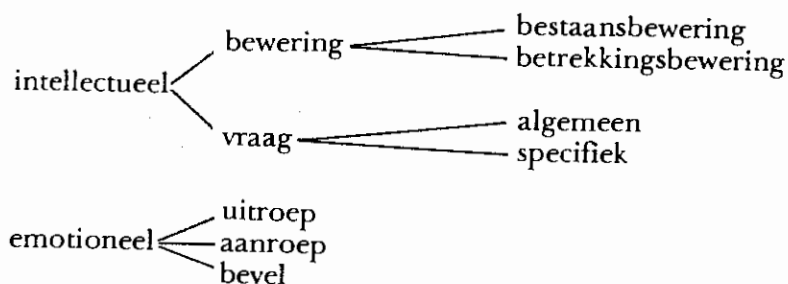 bestaansbewering
bewering
betrekkingsbewering
intellectueel
algemeen
vraag
specifiek
uitroep
emotioneel
aanroep
bevel